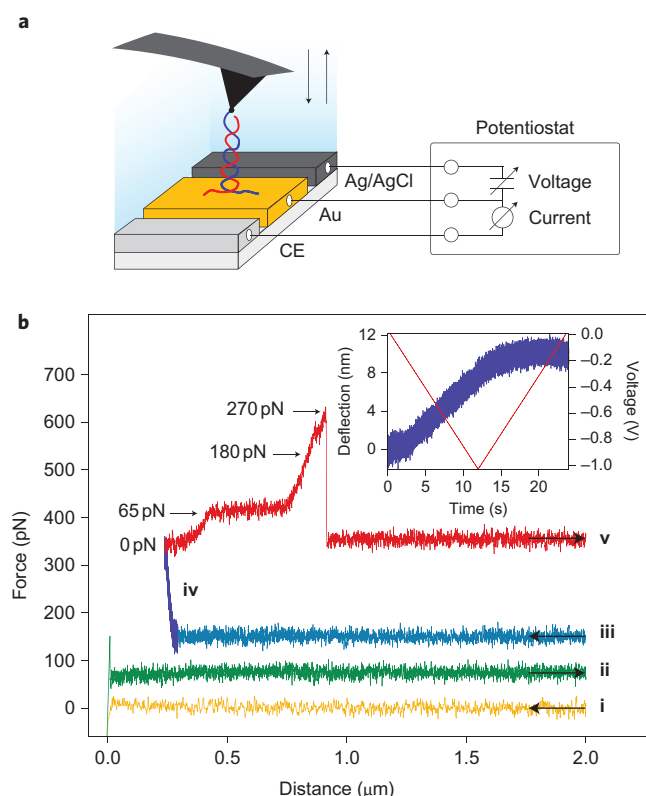 a
Potentiostat
Ag/AgCl
Voltage
Au
Current
CE
b
700
600
500
400
300
200
100
0
Force (pN)
0.0
0.5
1.0
1.5
2.0
Distance (μm)
270 pN
180 pN
65 pN
0 pN
iv
v
iii
ii
i
12
8
4
0
Deflection (nm)
0.0
−0.2
−0.4
−0.6
−0.8
−1.0
Voltage (V)
0
5
10
15
20
Time (s)